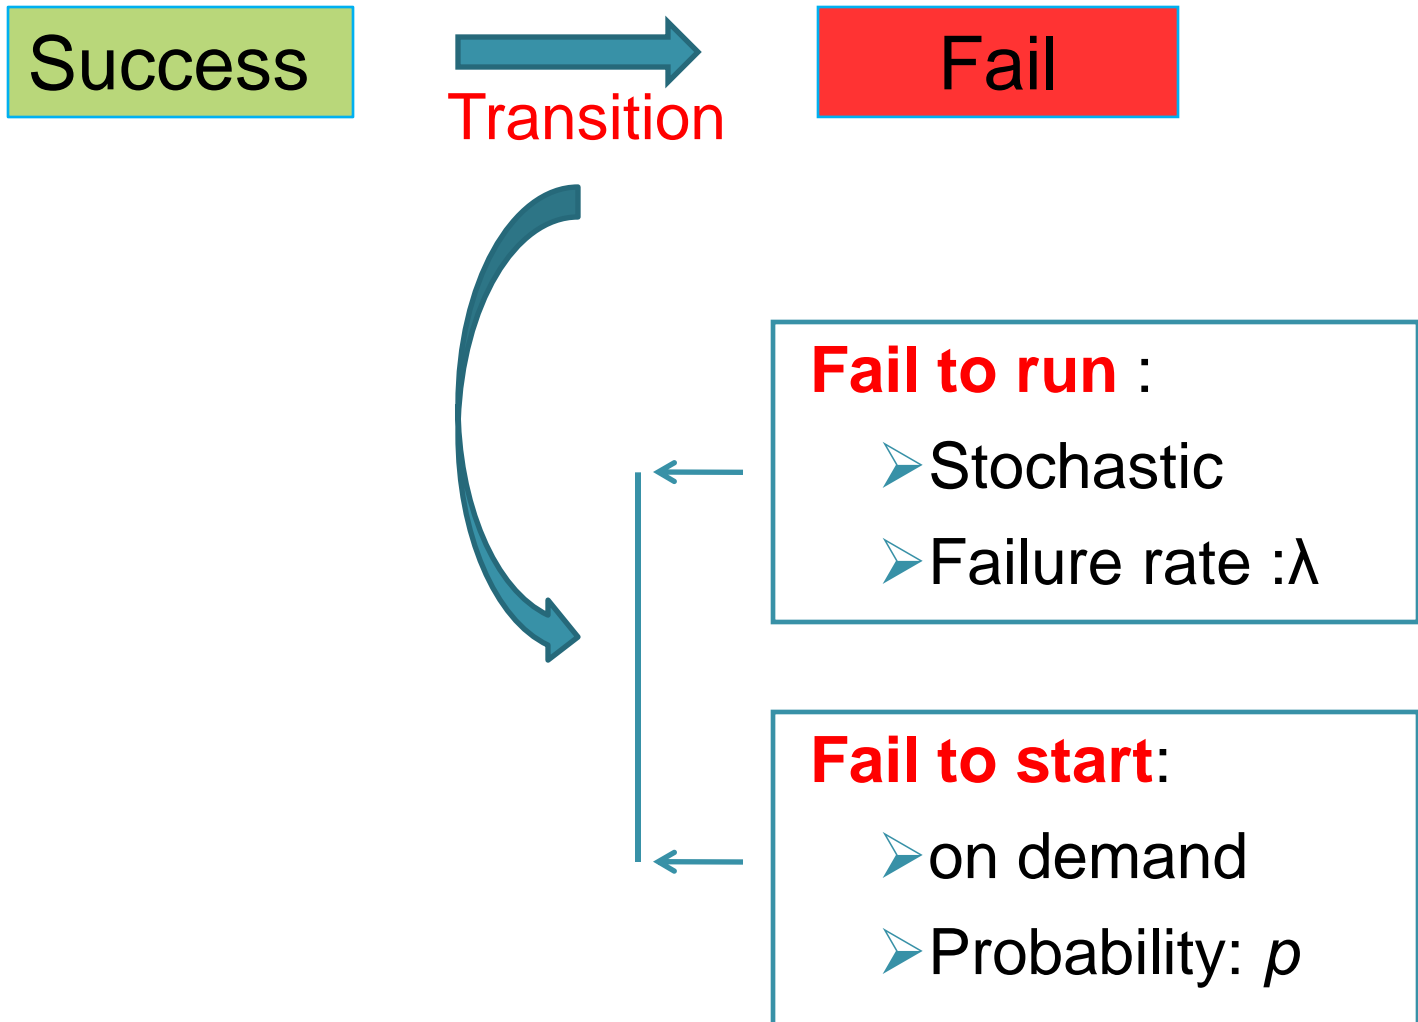 Success
Fail
Transition
Fail to run :
Stochastic
Failure rate :λ
Fail to start:
on demand
Probability: p